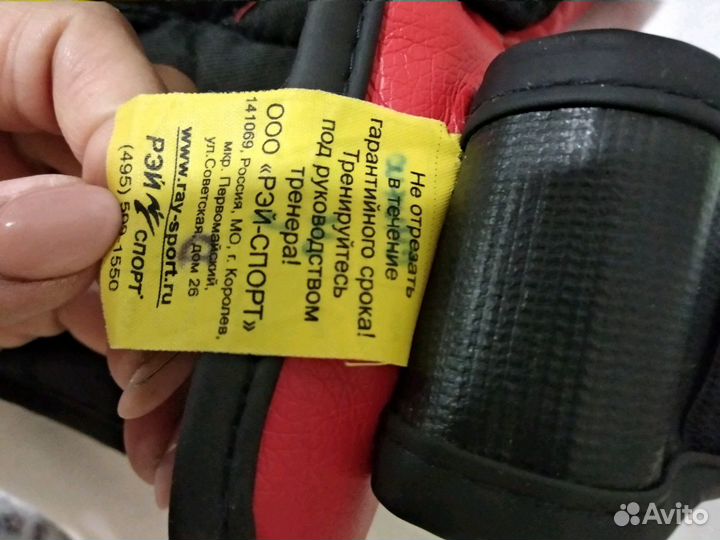 Не отрезать
в течение
гарантийного срока!
Тренируйтесь
под руководством
тренера!
ООО «РЭЙ-СПОРТ»
141069, Россия, МО, г. Королев,
мкр. Первомайский,
ул.Советская, дом 26
www.ray-sport.ru
РЭЙ СПОРТ
(495) 1550
Avito